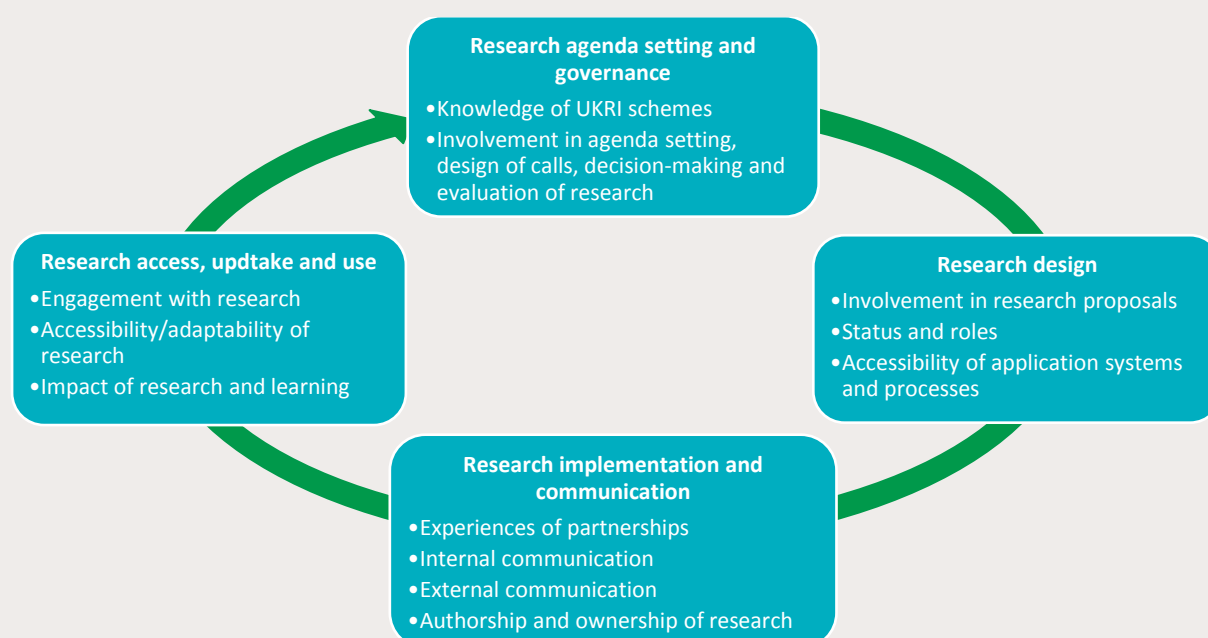 Research agenda setting and
governance
•Knowledge of UKRI schemes
•Involvement in agenda setting,
design of calls, decision-making and
evaluation of research
Research access, updtake and use
•Engagement with research
•Accessibility/adaptability of
research
•Impact of research and learning
Research design
•Involvement in research proposals
•Status and roles
•Accessibility of application systems
and processes
Research implementation and
communication
•Experiences of partnerships
•Internal communication
•External communication
•Authorship and ownership of research